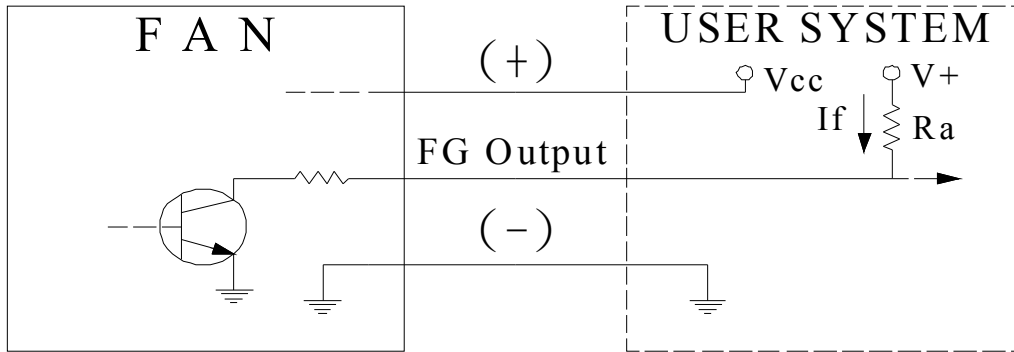 F A N
USER SYSTEM
(+)
Vcc
V+
If
Ra
FG Output
(-)